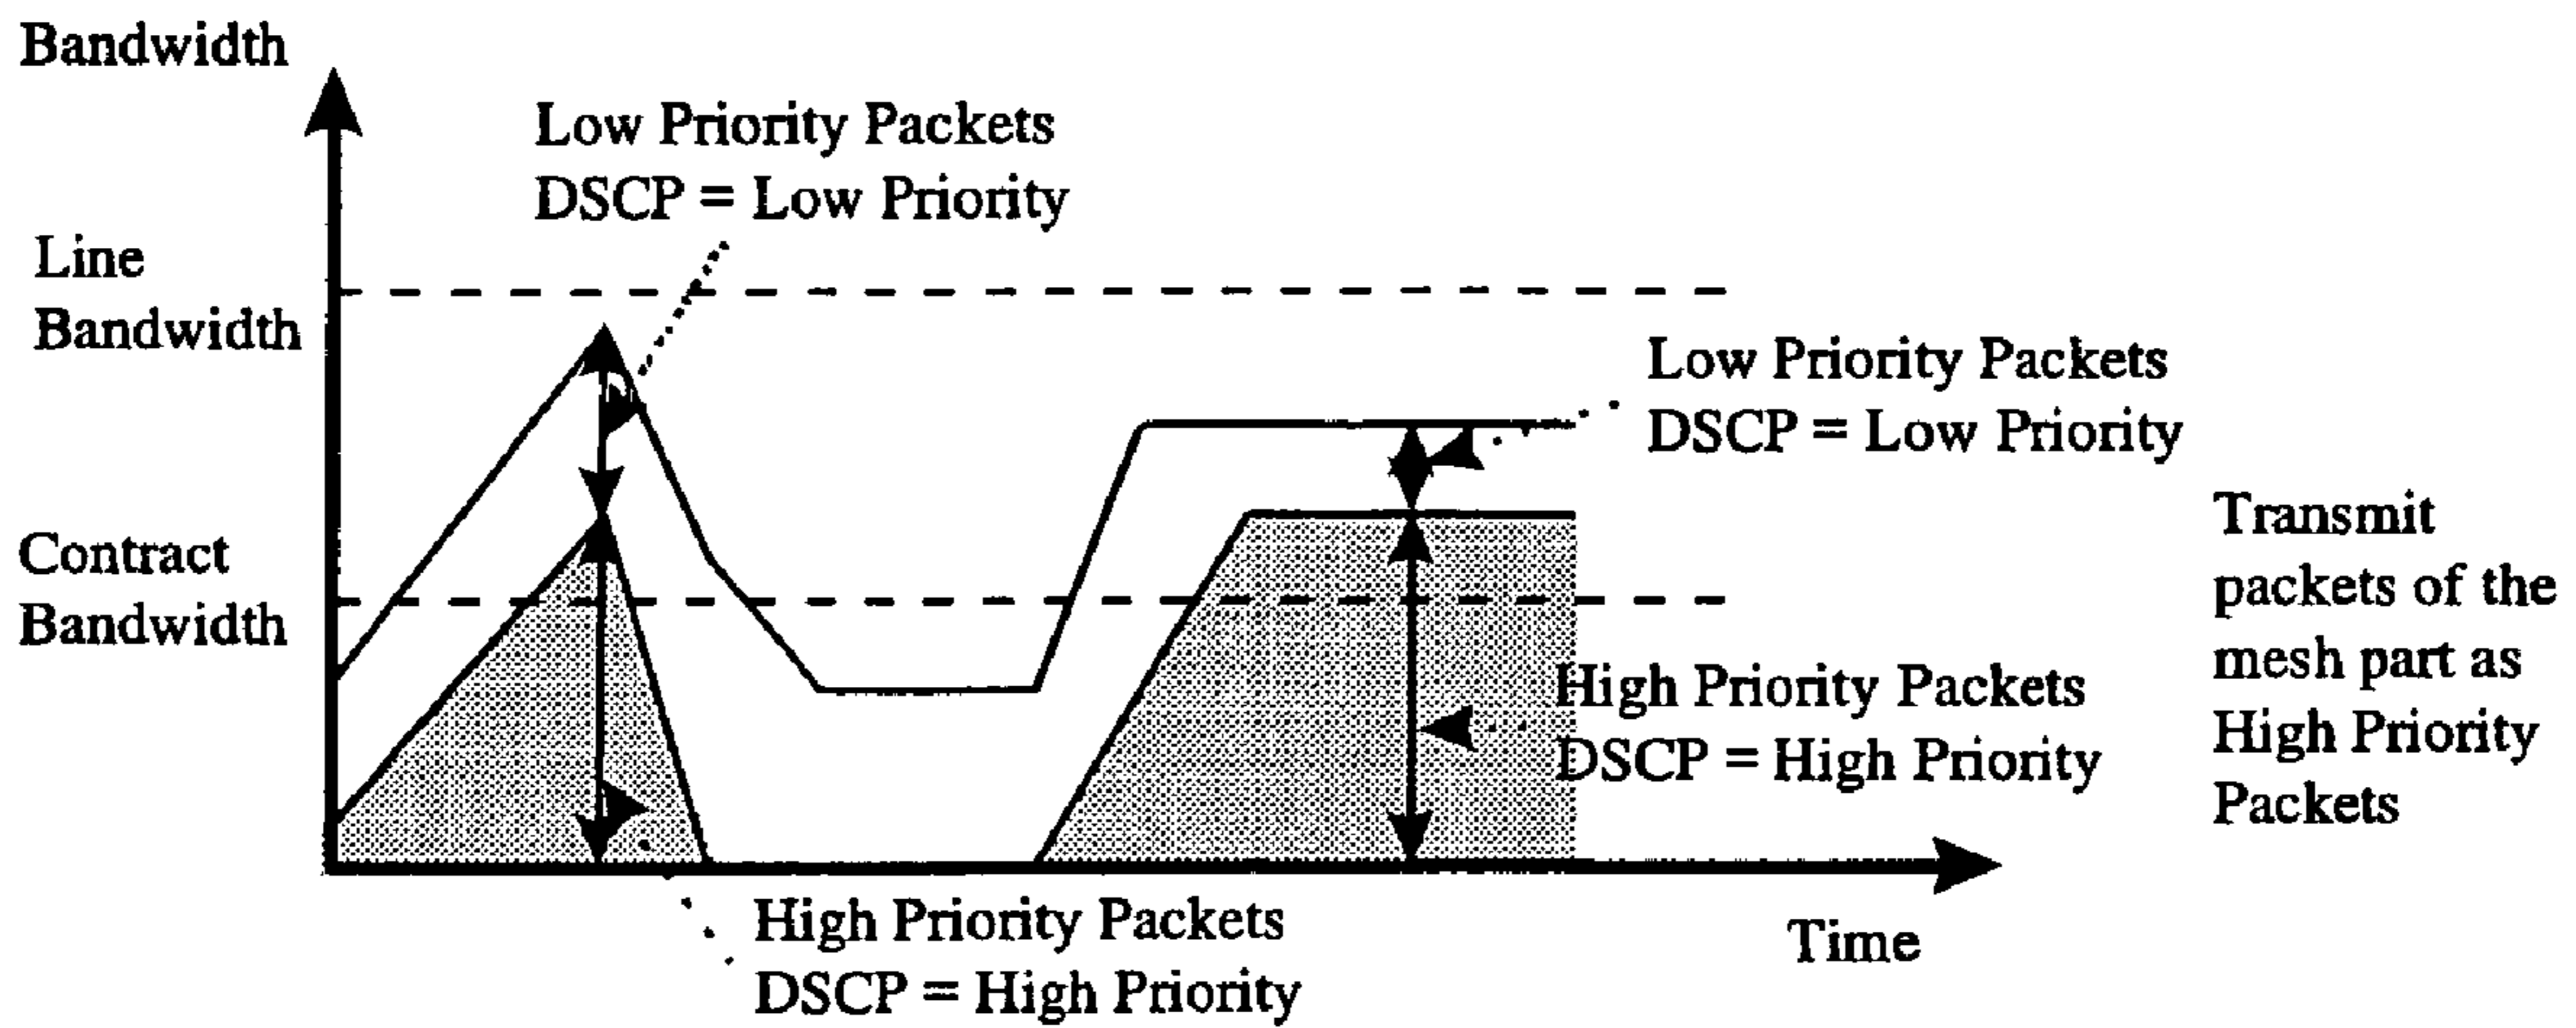 Bandwidth
Low Priority Packets
DSCP = Low Priority
Line
Bandwidth
Low Priority Packets
DSCP = Low Priority
Contract
Bandwidth
High Priority Packets
DSCP = High Priority
Transmit
packets of the
mesh part as
High Priority
Packets
High Priority Packets
DSCP = High Priority
Time